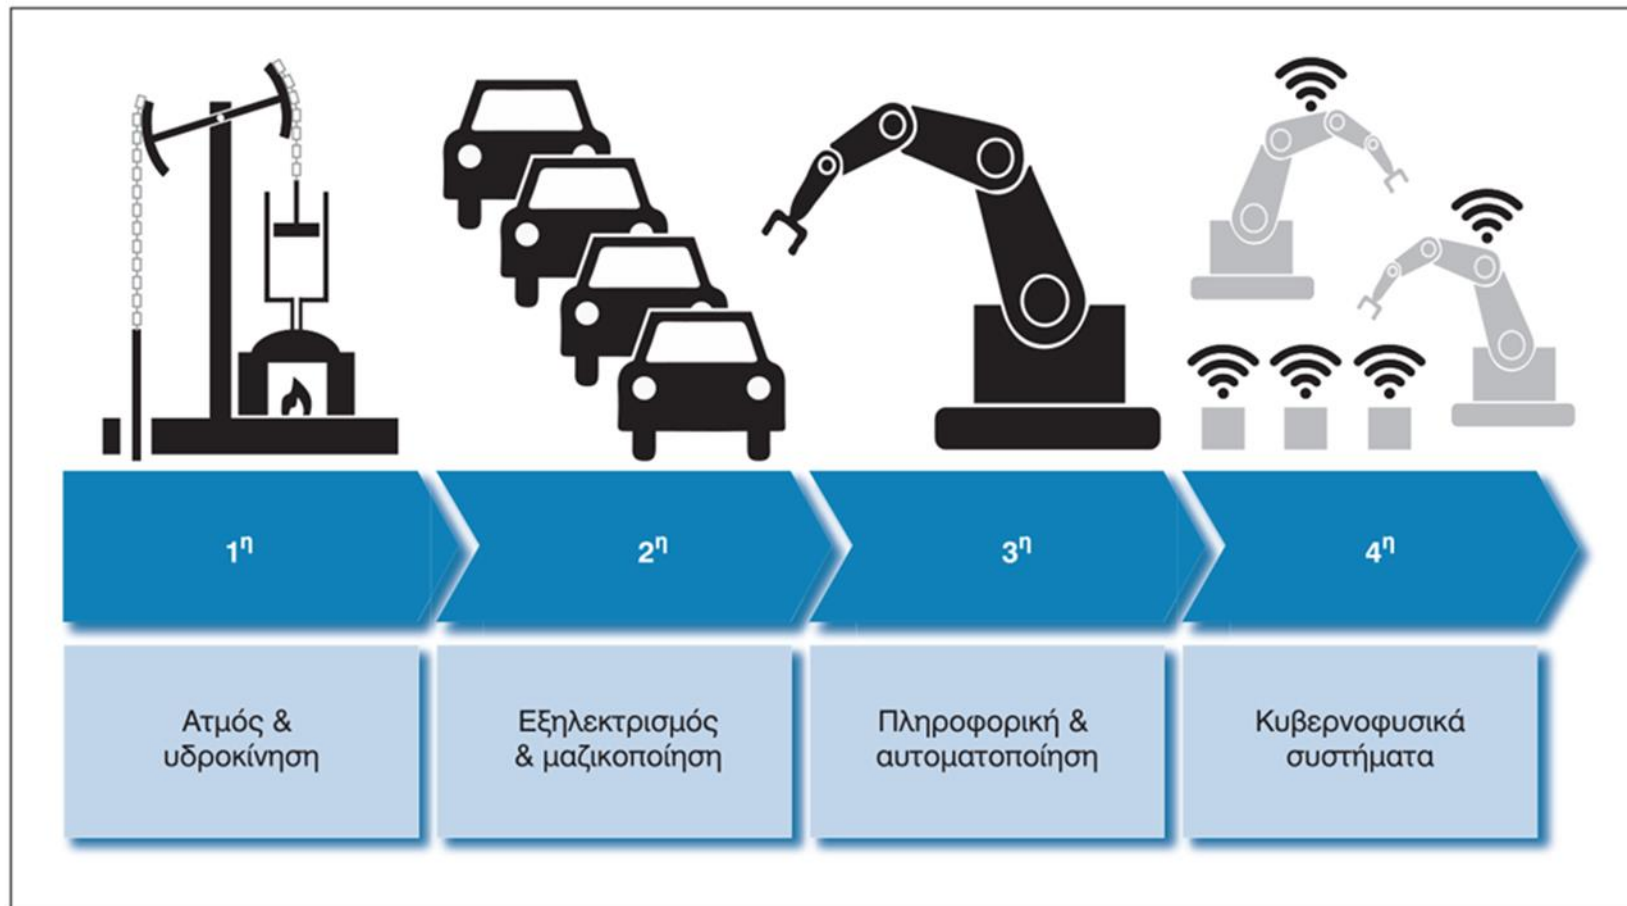 1η
2η
3η
4η
Ατμός &
υδροκίνηση
Εξηλεκτρισμός
& μαζικοποίηση
Πληροφορική &
αυτοματοποίηση
Κυβερνοφυσικά
συστήματα